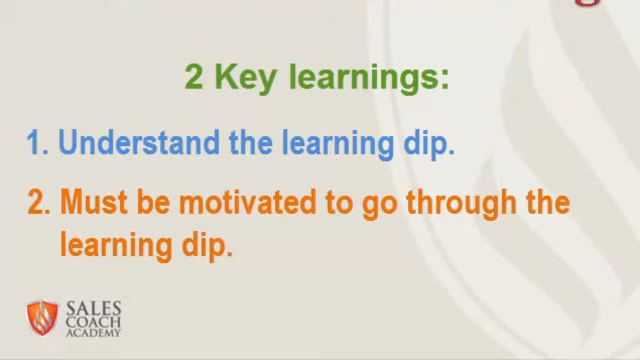 2 Key learnings:
1. Understand the learning dip.
2. Must be motivated to go through the
learning dip.
SALES
COACH
ACADEMY